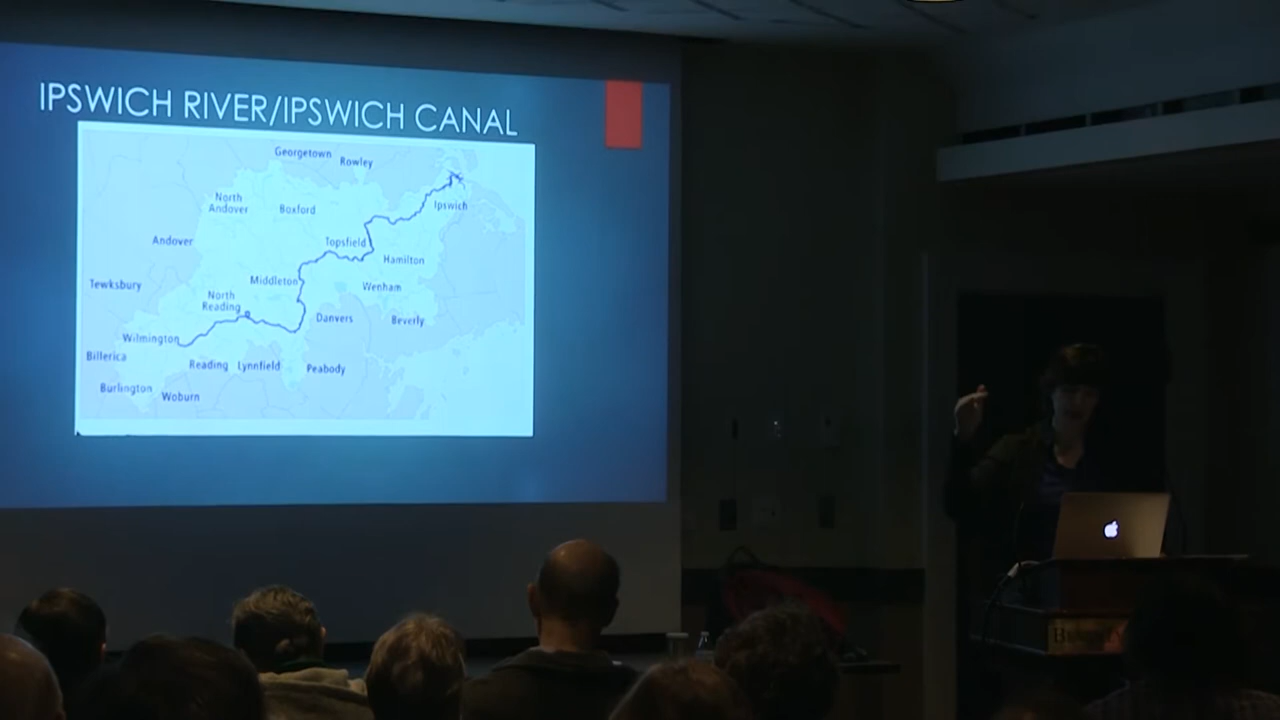 IPSWICH RIVER/IPSWICH CANAL
Georgetown
Rowley
North
Andover
Boxford
Ipswich
Andover
Topsfield
Hamilton
Tewksbury
Middleton
Wenham
North
Reading
Danvers
Beverly
Wilmington
Billerica
Reading
Lynnfield
Peabody
Burlington
Woburn